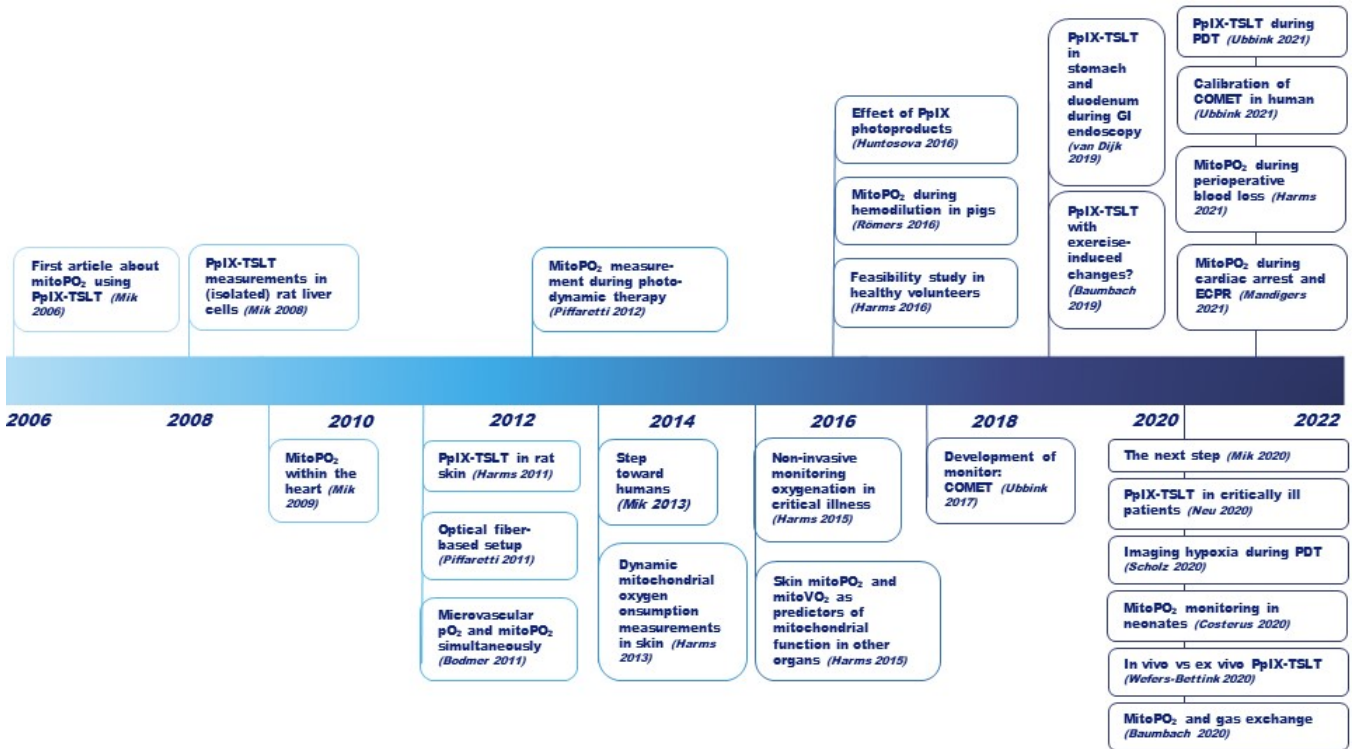 First article about
mitoPO₂ using
PpIX-TSLT (Mik
2006)
PpIX-TSLT
measurements in
(isolated) rat liver
cells (Mik 2008)
MitoPO₂ measure-
ment during photo-
dynamic therapy
(Piffaretti 2012)
Effect of PpIX
photoproducts
(Huntosova 2016)
MitoPO₂ during
hemodilution in pigs
(Römers 2016)
Feasibility study in
healthy volunteers
(Harms 2016)
PpIX-TSLT
in
stomach
and
duodenum
during GI
endoscopy
(van Dijk
2019)
PpIX-TSLT
with
exercise-
induced
changes?
(Baumbach
2019)
PpIX-TSLT during
PDT (Ubbink 2021)
Calibration of
COMET in human
(Ubbink 2021)
MitoPO₂ during
perioperative
blood loss (Harms
2021)
MitoPO₂ during
cardiac arrest and
ECPR (Mandigers
2021)
2006 2008 2010 2012 2014 2016 2018 2020 2022
MitoPO₂
within the
heart (Mik
2009)
PpIX-TSLT in rat
skin (Harms 2011)
Optical fiber-
based setup
(Piffaretti 2011)
Microvascular
pO₂ and mitoPO₂
simultaneously
(Bodmer 2011)
Step
toward
humans
(Mik 2013)
Dynamic
mitochondrial
oxygen
onsumption
measurements
in skin (Harms
2013)
Non-invasive
monitoring
oxygenation in
critical illness
(Harms 2015)
Skin mitoPO₂ and
mitoVO₂ as
predictors of
mitochondrial
function in other
organs (Harms 2015)
Development of
monitor:
COMET (Ubbink
2017)
The next step (Mik 2020)
PpIX-TSLT in critically ill
patients (Neu 2020)
Imaging hypoxia during PDT
(Scholz 2020)
MitoPO₂ monitoring in
neonates (Costerus 2020)
In vivo vs ex vivo PpIX-TSLT
(Wefers-Bettink 2020)
MitoPO₂ and gas exchange
(Baumbach 2020)